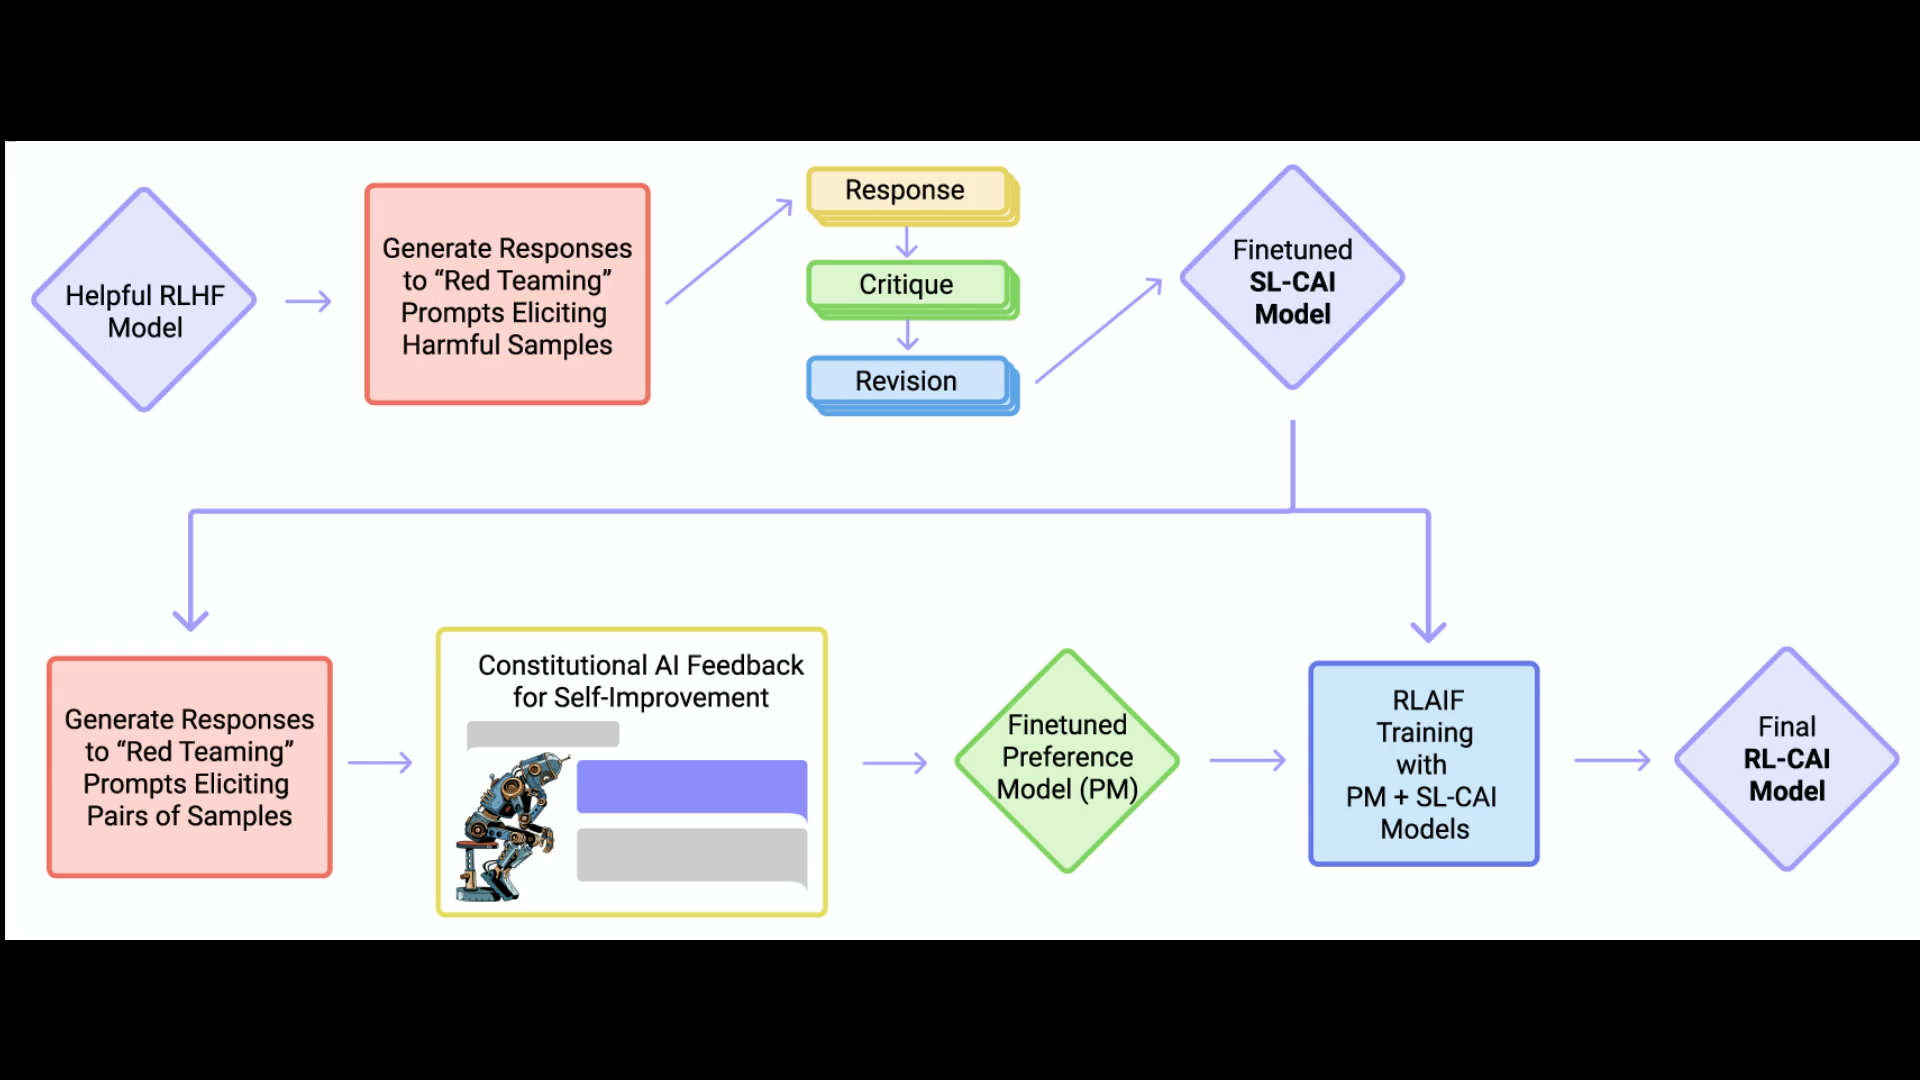 Helpful RLHF
Model
Generate Responses
to “Red Teaming”
Prompts Eliciting
Harmful Samples
Response
Critique
Revision
Finetuned
SL-CAI
Model
Generate Responses
to “Red Teaming”
Prompts Eliciting
Pairs of Samples
Constitutional AI Feedback
for Self-Improvement
Finetuned
Preference
Model (PM)
RLAIF
Training
with
PM + SL-CAI
Models
Final
RL-CAI
Model